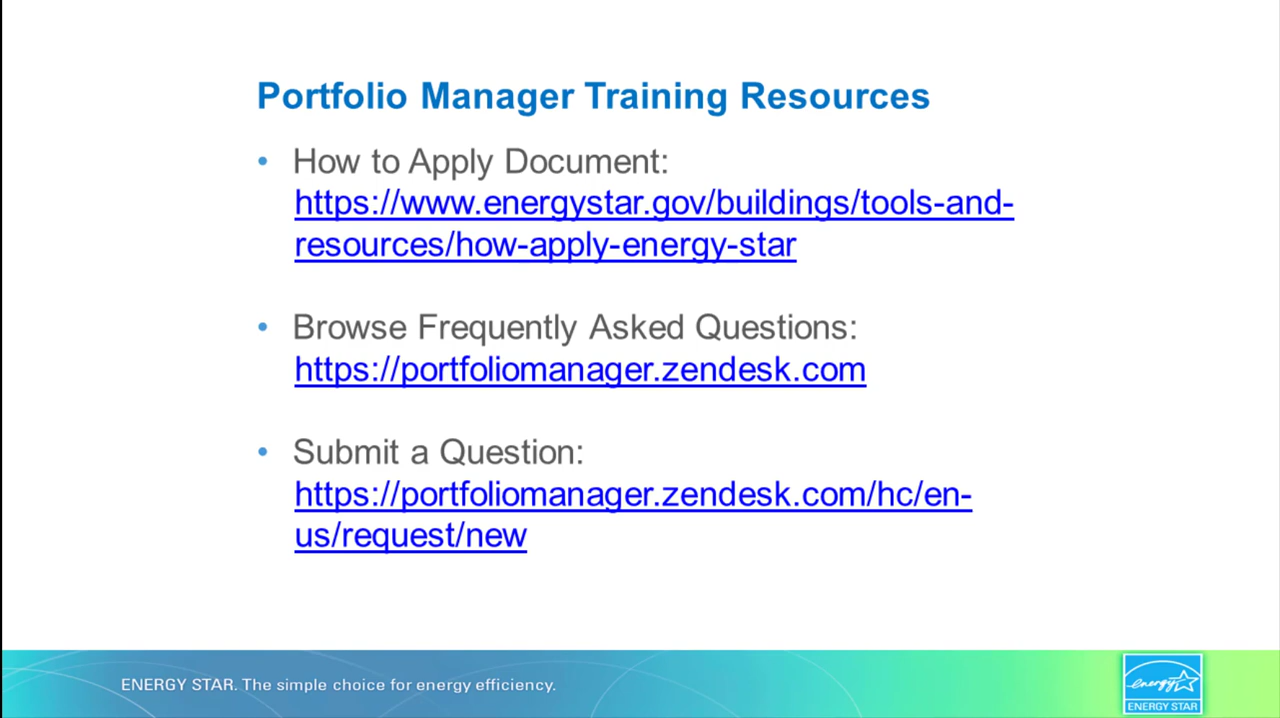 Portfolio Manager Training Resources
• How to Apply Document:
https://www.energystar.gov/buildings/tools-and-
resources/how-apply-energy-star
• Browse Frequently Asked Questions:
https://portfoliomanager.zendesk.com
• Submit a Question:
https://portfoliomanager.zendesk.com/hc/en-
us/request/new
ENERGY STAR. The simple choice for energy efficiency.
energy
ENERGY STAR